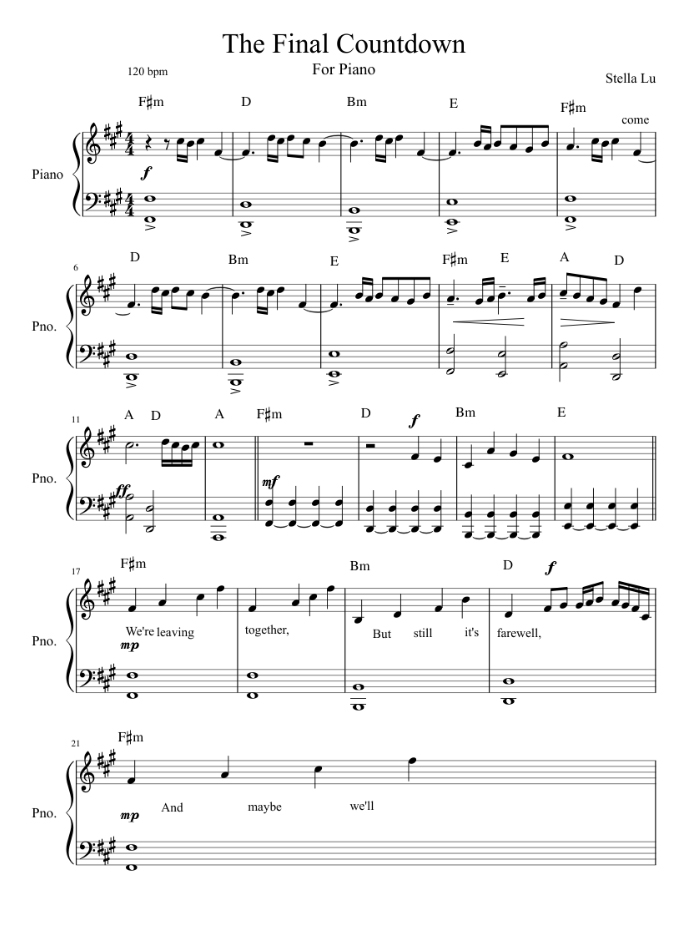 The Final Countdown
For Piano
120 bpm
Stella Lu
F♯m D Bm E F♯m
come
Piano
f
6
D Bm E F♯m E A D
Pno.
11
A D A F♯m D f Bm E
Pno.
ff mf
17
F♯m Bm D f
We're leaving together, But still it's farewell,
Pno.
mp
21
F♯m
And maybe we'll
Pno.
mp